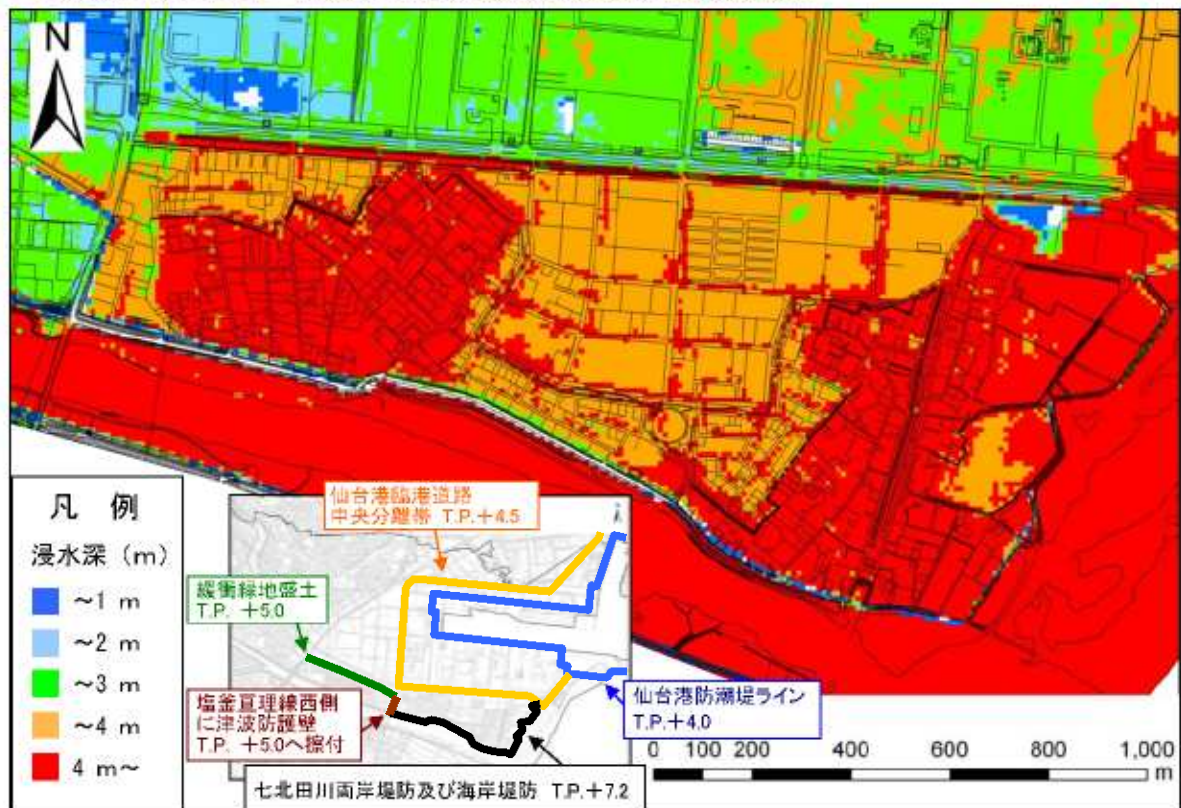 N
凡 例
浸水深 (m)
~1 m
~2 m
~3 m
~4 m
4 m~
仙台港臨港道路
中央分離帯 T.P.+4.5
緩衝緑地盛土
T.P. +5.0
塩釜亘理線西側
に津波防護壁
T.P. +5.0へ擦付
仙台港防潮堤ライン
T.P.+4.0
七北田川両岸堤防及び海岸堤防 T.P.+7.2
0 100 200 400 600 800 1,000
m